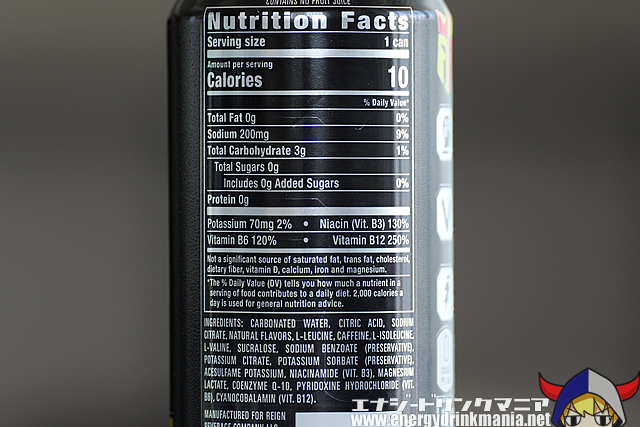 CONTAINS NO FRUIT JUICE
Nutrition Facts
Serving size 1 can
Amount per serving
Calories 10
% Daily Value*
Total Fat 0g 0%
Sodium 200mg 9%
Total Carbohydrate 3g 1%
Total Sugars 0g
Includes 0g Added Sugars 0%
Protein 0g
Potassium 70mg 2% • Niacin (Vit. B3) 130%
Vitamin B6 120% • Vitamin B12 250%
Not a significant source of saturated fat, trans fat, cholesterol,
dietary fiber, vitamin D, calcium, iron and magnesium.
*The % Daily Value (DV) tells you how much a nutrient in a
serving of food contributes to a daily diet. 2,000 calories a
day is used for general nutrition advice.
INGREDIENTS: CARBONATED WATER, CITRIC ACID, SODIUM
CITRATE, NATURAL FLAVORS, L-LEUCINE, CAFFEINE, L-ISOLEUCINE,
L-VALINE, SUCRALOSE, SODIUM BENZOATE (PRESERVATIVE),
POTASSIUM CITRATE, POTASSIUM SORBATE (PRESERVATIVE),
ACESULFAME POTASSIUM, NIACINAMIDE (VIT. B3), MAGNESIUM
LACTATE, COENZYME Q-10, PYRIDOXINE HYDROCHLORIDE (VIT.
B6), CYANOCOBALAMIN (VIT. B12).
MANUFACTURED FOR REIGN
BEVERAGE COMPANY LLC
エナジードリンクマニア
www.energydrinkmania.net